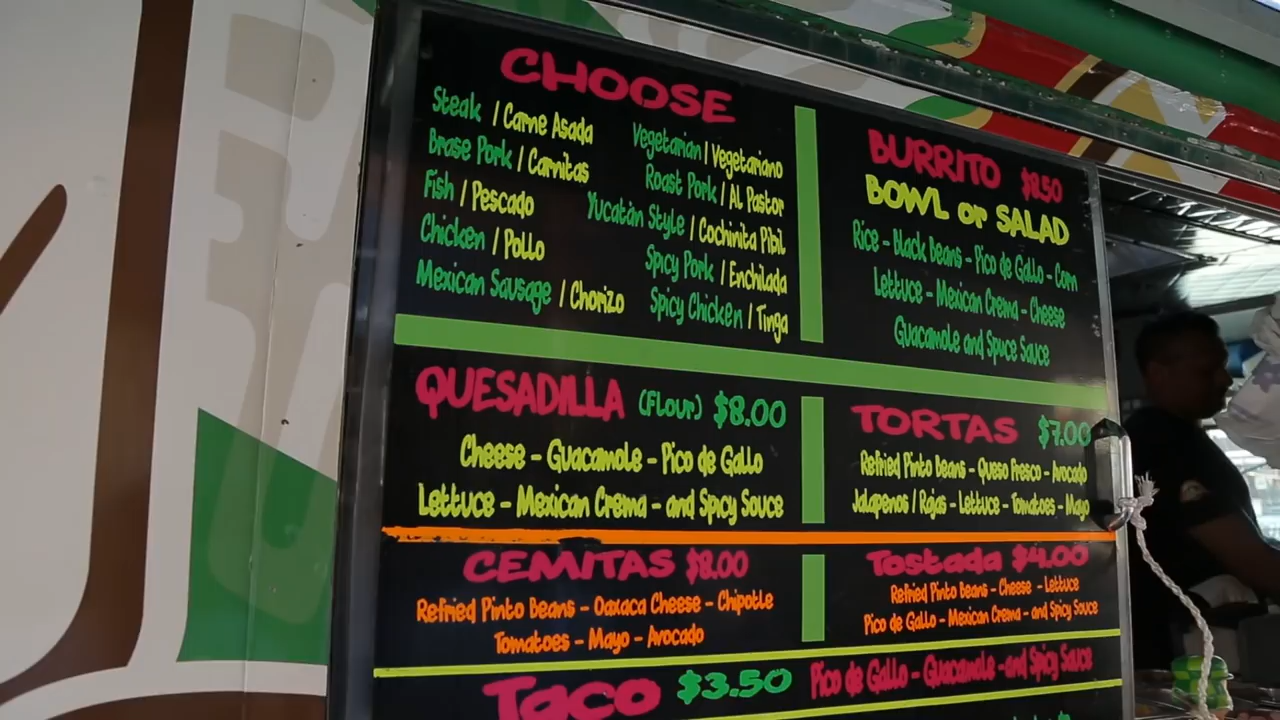 CHOOSE
Steak / Carne Asada
Brase Pork / Carnitas
Fish / Pescado
Chicken / Pollo
Mexican Sausage / Chorizo
Vegetarian / Vegetariano
Roast Pork / Al Pastor
Yucatàn Style / Cochinita Pibil
Spicy Pork / Enchilada
Spicy Chicken / Tinga
BURRITO $8.50
BOWL or SALAD
Rice - black Beans - Pico de Gallo - Corn
Lettuce - Mexican Crema - Cheese
Guacamole and Spuce Sauce
QUESADILLA (Flour) $8.00
Cheese - Guacamole - Pico de Gallo
Lettuce - Mexican Crema - and Spicy Sauce
TORTAS $7.00
Refried Pinto Beans - Queso Fresco - Avocado
Jalapenos / Rajas - Lettuce - Tomatoes - Mayo
CEMITAS $8.00
Refried Pinto Beans - Oaxaca Cheese - Chipotle
Tomatoes - Mayo - Avocado
Tostada $4.00
Refried Pinto Beans - Cheese - Lettuce
Pico de Gallo - Mexican Crema - and Spicy Sauce
Taco $3.50 Pico de Gallo - Guacamole - and Spicy Sauce